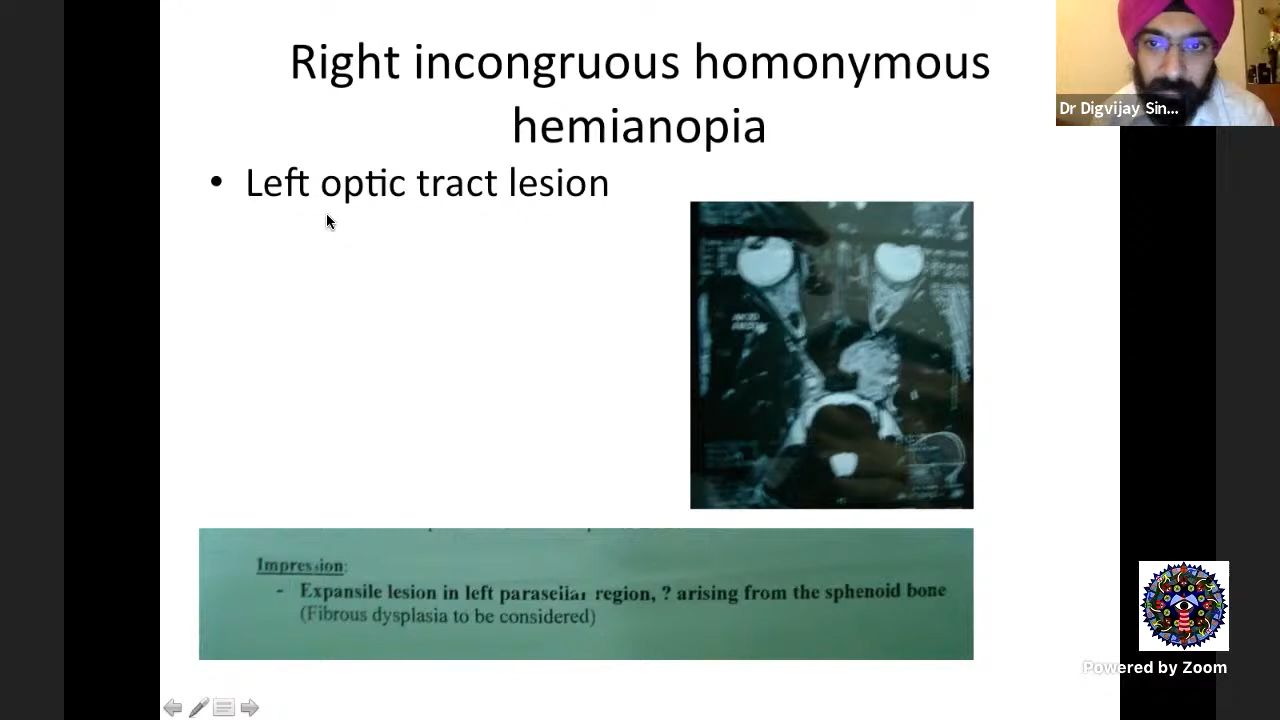 Right incongruous homonymous
hemianopia
• Left optic tract lesion
Dr Digvijay Sin...
Impression:
- Expansile lesion in left parasellar region, ? arising from the sphenoid bone
(Fibrous dysplasia to be considered)
Powered by Zoom